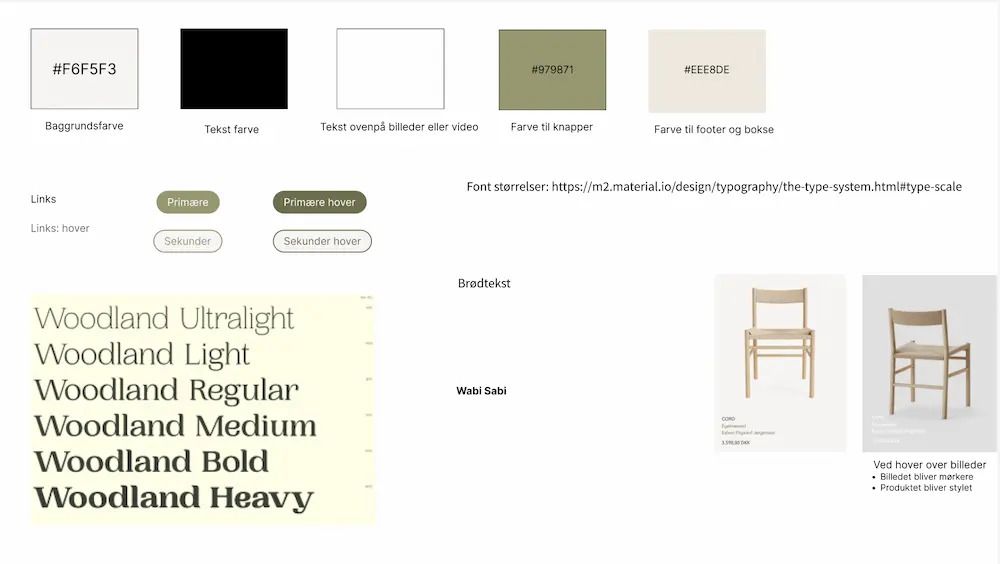 #F6F5F3
#979871
#EEE8DE
Baggrundsfarve
Tekst farve
Tekst ovenpå billeder eller video
Farve til knapper
Farve til footer og bokse
Font størrelser: https://m2.material.io/design/typography/the-type-system.html#type-scale
Links
Primære
Primære hover
Links: hover
Sekunder
Sekunder hover
Brødtekst
Woodland Ultralight
Woodland Light
Woodland Regular
Woodland Medium
Woodland Bold
Woodland Heavy
Wabi Sabi
CORO
3.598,00 DKK
Ved hover over billeder
• Billedet bliver mørkere
• Produktet bliver stylet